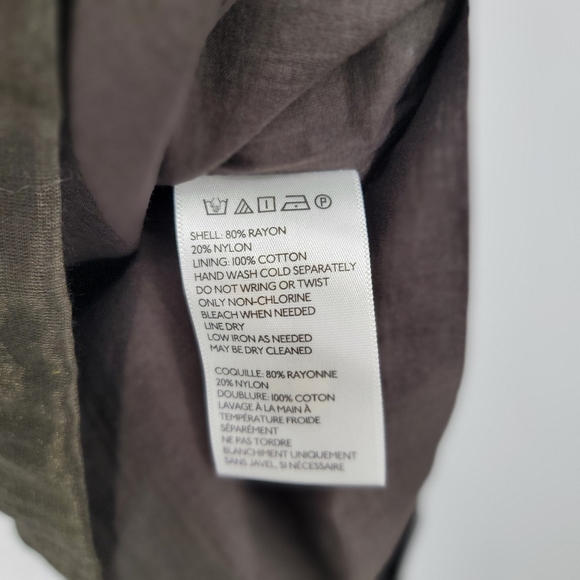 SHELL: 80% RAYON
20% NYLON
LINING: 100% COTTON
HAND WASH COLD SEPARATELY
DO NOT WRING OR TWIST
ONLY NON-CHLORINE
BLEACH WHEN NEEDED
LINE DRY
LOW IRON AS NEEDED
MAY BE DRY CLEANED
COQUILLE: 80% RAYONNE
20% NYLON
DOUBLURE: 100% COTON
LAVAGE À LA MAIN À
TEMPÉRATURE FROIDE
SÉPARÉMENT
NE PAS TORDRE
BLANCHIMENT UNIQUEMENT
SANS JAVEL, SI NÉCESSAIRE